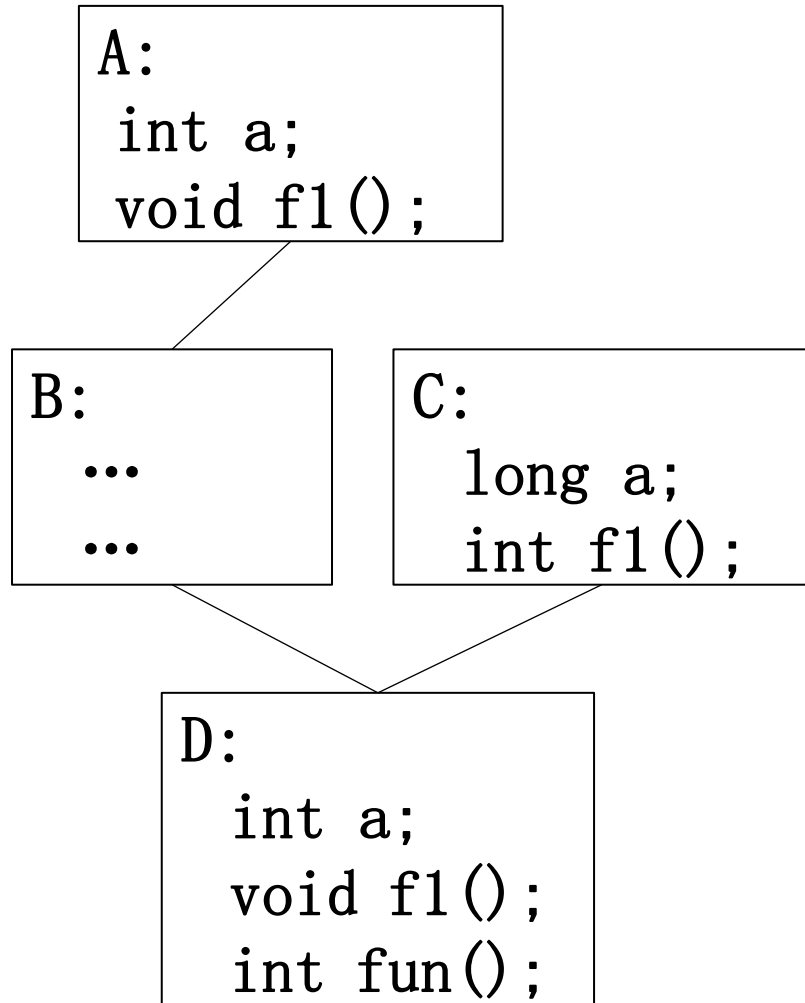 A:
int a;
void f1();
B:
…
…
C:
long a;
int f1();
D:
int a;
void f1();
int fun();